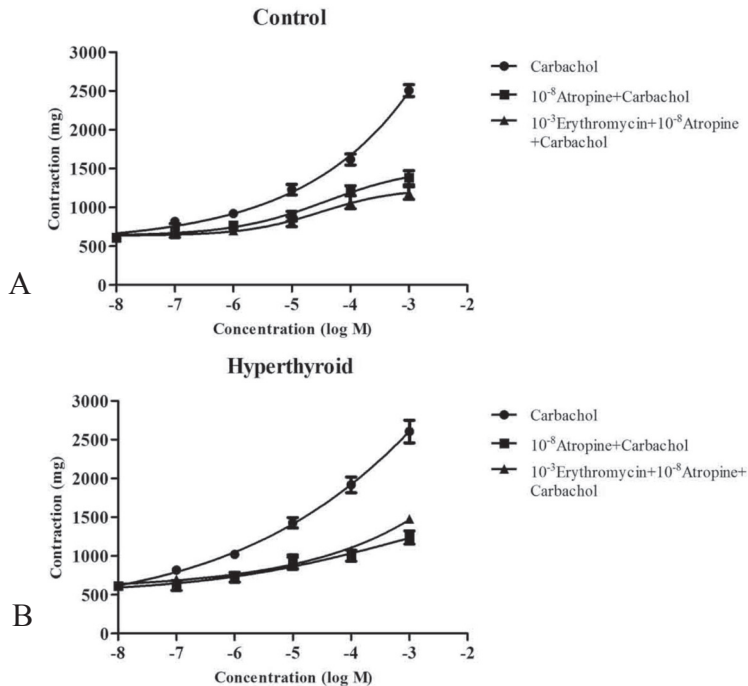 Control
3000
2500
2000
1500
1000
500
0
Contraction (mg)
-8 -7 -6 -5 -4 -3 -2
Concentration (log M)
Carbachol
10⁻⁸Atropine+Carbachol
10⁻³Erythromycin+10⁻⁸Atropine
+Carbachol
A
Hyperthyroid
3000
2500
2000
1500
1000
500
0
Contraction (mg)
-8 -7 -6 -5 -4 -3 -2
Concentration (log M)
Carbachol
10⁻⁸Atropine+Carbachol
10⁻³Erythromycin+10⁻⁸Atropine+
Carbachol
B